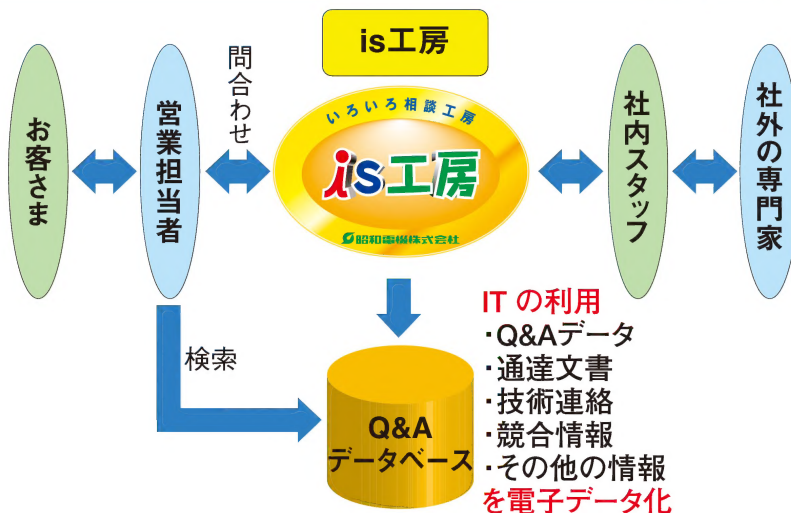 is工房
お客さま
営業担当者
問合わせ
いろいろ相談工房
is工房
昭和電機株式会社
社内スタッフ
社外の専門家
検索
Q&A
データベース
IT の利用
・Q&Aデータ
・通達文書
・技術連絡
・競合情報
・その他の情報
を電子データ化